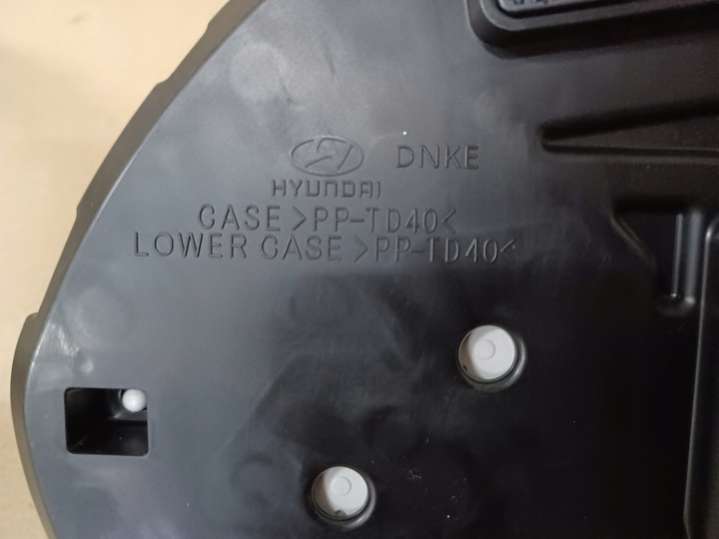 DNKE
HYUNDAI
CASE >PP-TD40<
LOWER CASE >PP-TD40<